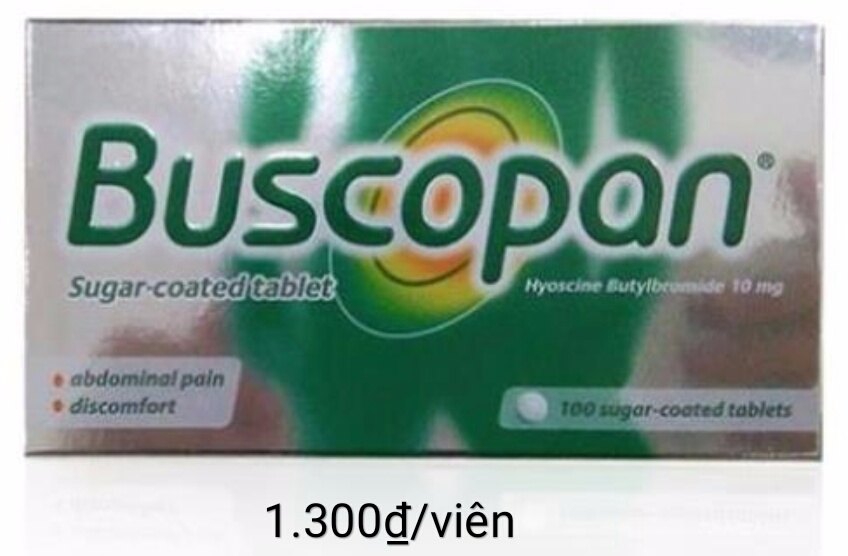 Buscopan®
Sugar-coated tablet
Hyoscine Butylbromide 10 mg
• abdominal pain
• discomfort
100 sugar-coated tablets
1.300₫/viên